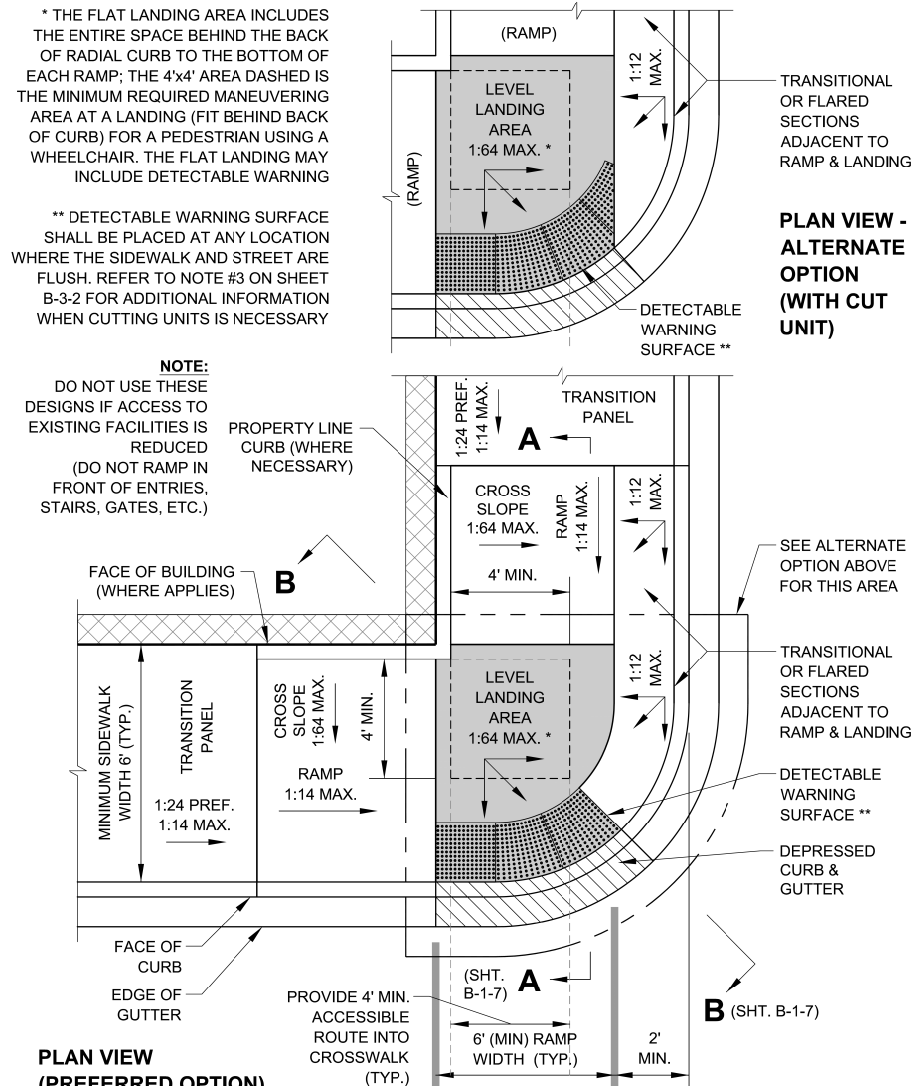 * THE FLAT LANDING AREA INCLUDES
THE ENTIRE SPACE BEHIND THE BACK
OF RADIAL CURB TO THE BOTTOM OF
EACH RAMP; THE 4'x4' AREA DASHED IS
THE MINIMUM REQUIRED MANEUVERING
AREA AT A LANDING (FIT BEHIND BACK
OF CURB) FOR A PEDESTRIAN USING A
WHEELCHAIR. THE FLAT LANDING MAY
INCLUDE DETECTABLE WARNING
** DETECTABLE WARNING SURFACE
SHALL BE PLACED AT ANY LOCATION
WHERE THE SIDEWALK AND STREET ARE
FLUSH. REFER TO NOTE #3 ON SHEET
B-3-2 FOR ADDITIONAL INFORMATION
WHEN CUTTING UNITS IS NECESSARY
(RAMP)
1:12
MAX.
LEVEL
LANDING
AREA
1:64 MAX. *
(RAMP)
TRANSITIONAL
OR FLARED
SECTIONS
ADJACENT TO
RAMP & LANDING
PLAN VIEW -
ALTERNATE
OPTION
(WITH CUT
UNIT)
DETECTABLE
WARNING
SURFACE **
NOTE:
DO NOT USE THESE
DESIGNS IF ACCESS TO
EXISTING FACILITIES IS
REDUCED
(DO NOT RAMP IN
FRONT OF ENTRIES,
STAIRS, GATES, ETC.)
PROPERTY LINE
CURB (WHERE
NECESSARY)
1:24 PREF.
1:14 MAX.
TRANSITION
PANEL
A
CROSS
SLOPE
1:64 MAX.
RAMP
1:14 MAX.
1:12
MAX.
4' MIN.
SEE ALTERNATE
OPTION ABOVE
FOR THIS AREA
FACE OF BUILDING
(WHERE APPLIES)
B
MINIMUM SIDEWALK
WIDTH 6' (TYP.)
TRANSITION
PANEL
1:24 PREF.
1:14 MAX.
CROSS
SLOPE
1:64 MAX.
4' MIN.
RAMP
1:14 MAX.
LEVEL
LANDING
AREA
1:64 MAX. *
1:12
MAX.
TRANSITIONAL
OR FLARED
SECTIONS
ADJACENT TO
RAMP & LANDING
DETECTABLE
WARNING
SURFACE **
DEPRESSED
CURB &
GUTTER
FACE OF
CURB
EDGE OF
GUTTER
(SHT.
B-1-7)
A
B (SHT. B-1-7)
PROVIDE 4' MIN.
ACCESSIBLE
ROUTE INTO
CROSSWALK
(TYP.)
6' (MIN) RAMP
WIDTH (TYP.)
2'
MIN.
PLAN VIEW
(PREFERRED OPTION)